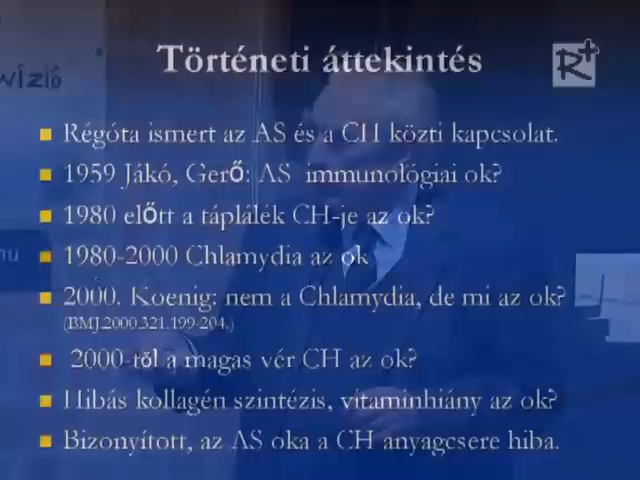 Történeti áttekintés
R+
vízió
Régóta ismert az AS és a CH közti kapcsolat.
1959 Jákó, Gerő: AS immunológiai ok?
1980 előtt a táplálék CH-je az ok?
nu
1980-2000 Chlamydia az ok
2000. Koenig: nem a Chlamydia, de mi az ok?
(BMJ.2000.321.199-204.)
2000-től a magas vér CH az ok?
Hibás kollagén szintézis, vitaminhiány az ok?
Bizonyított, az AS oka a CH anyagcsere hiba.